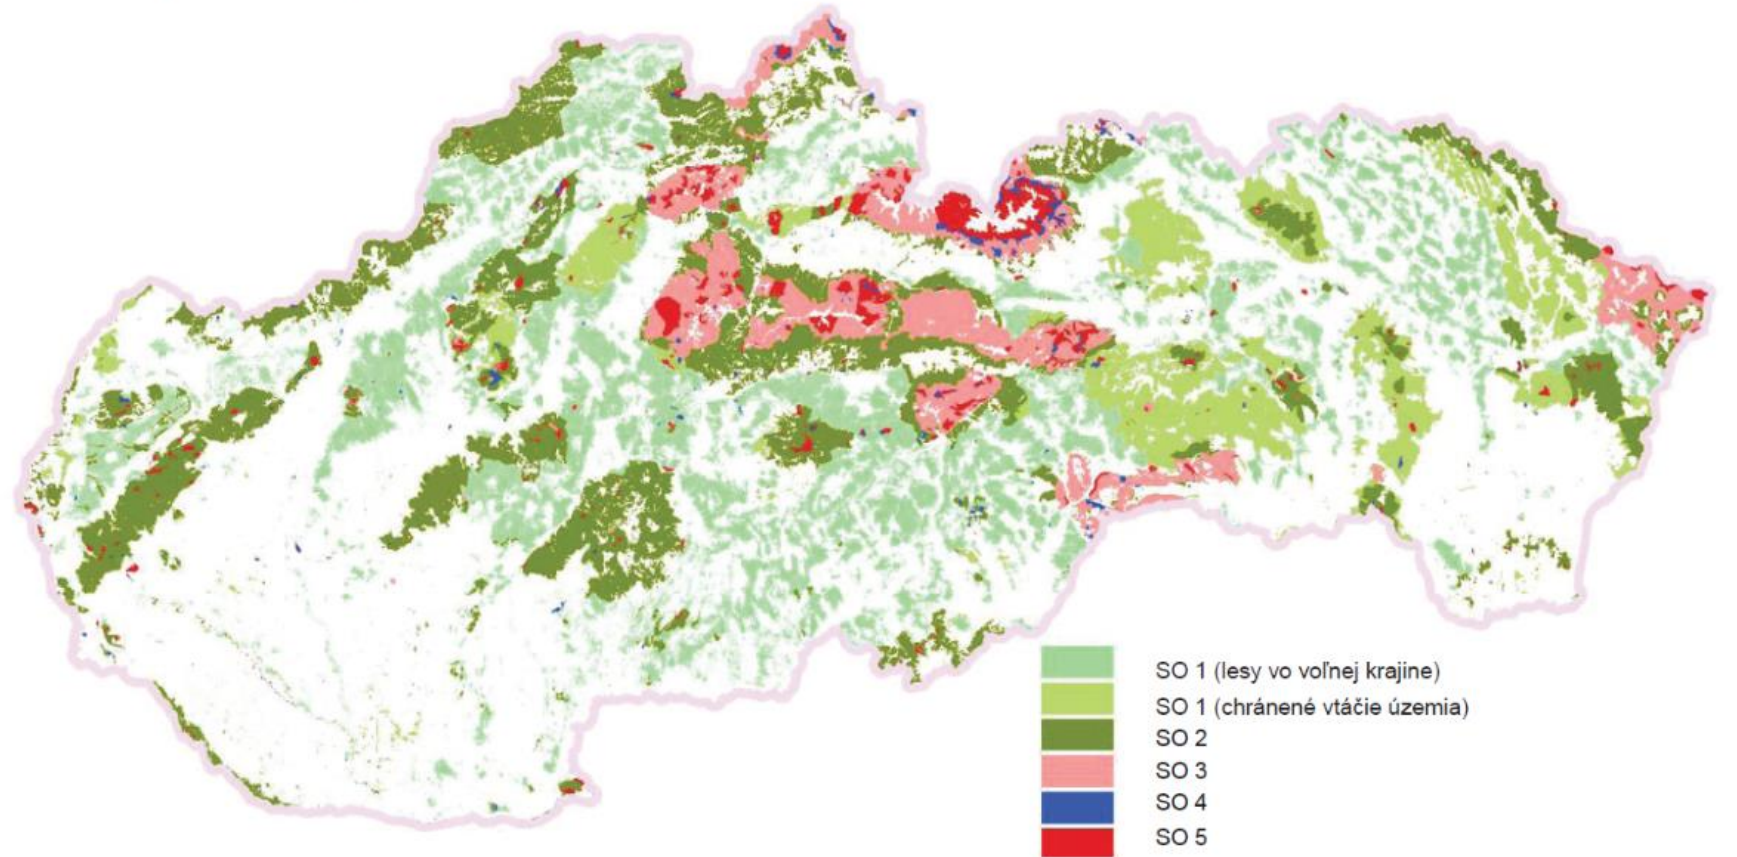 SO 1 (lesy vo voľnej krajine)
SO 1 (chránené vtáčie územia)
SO 2
SO 3
SO 4
SO 5